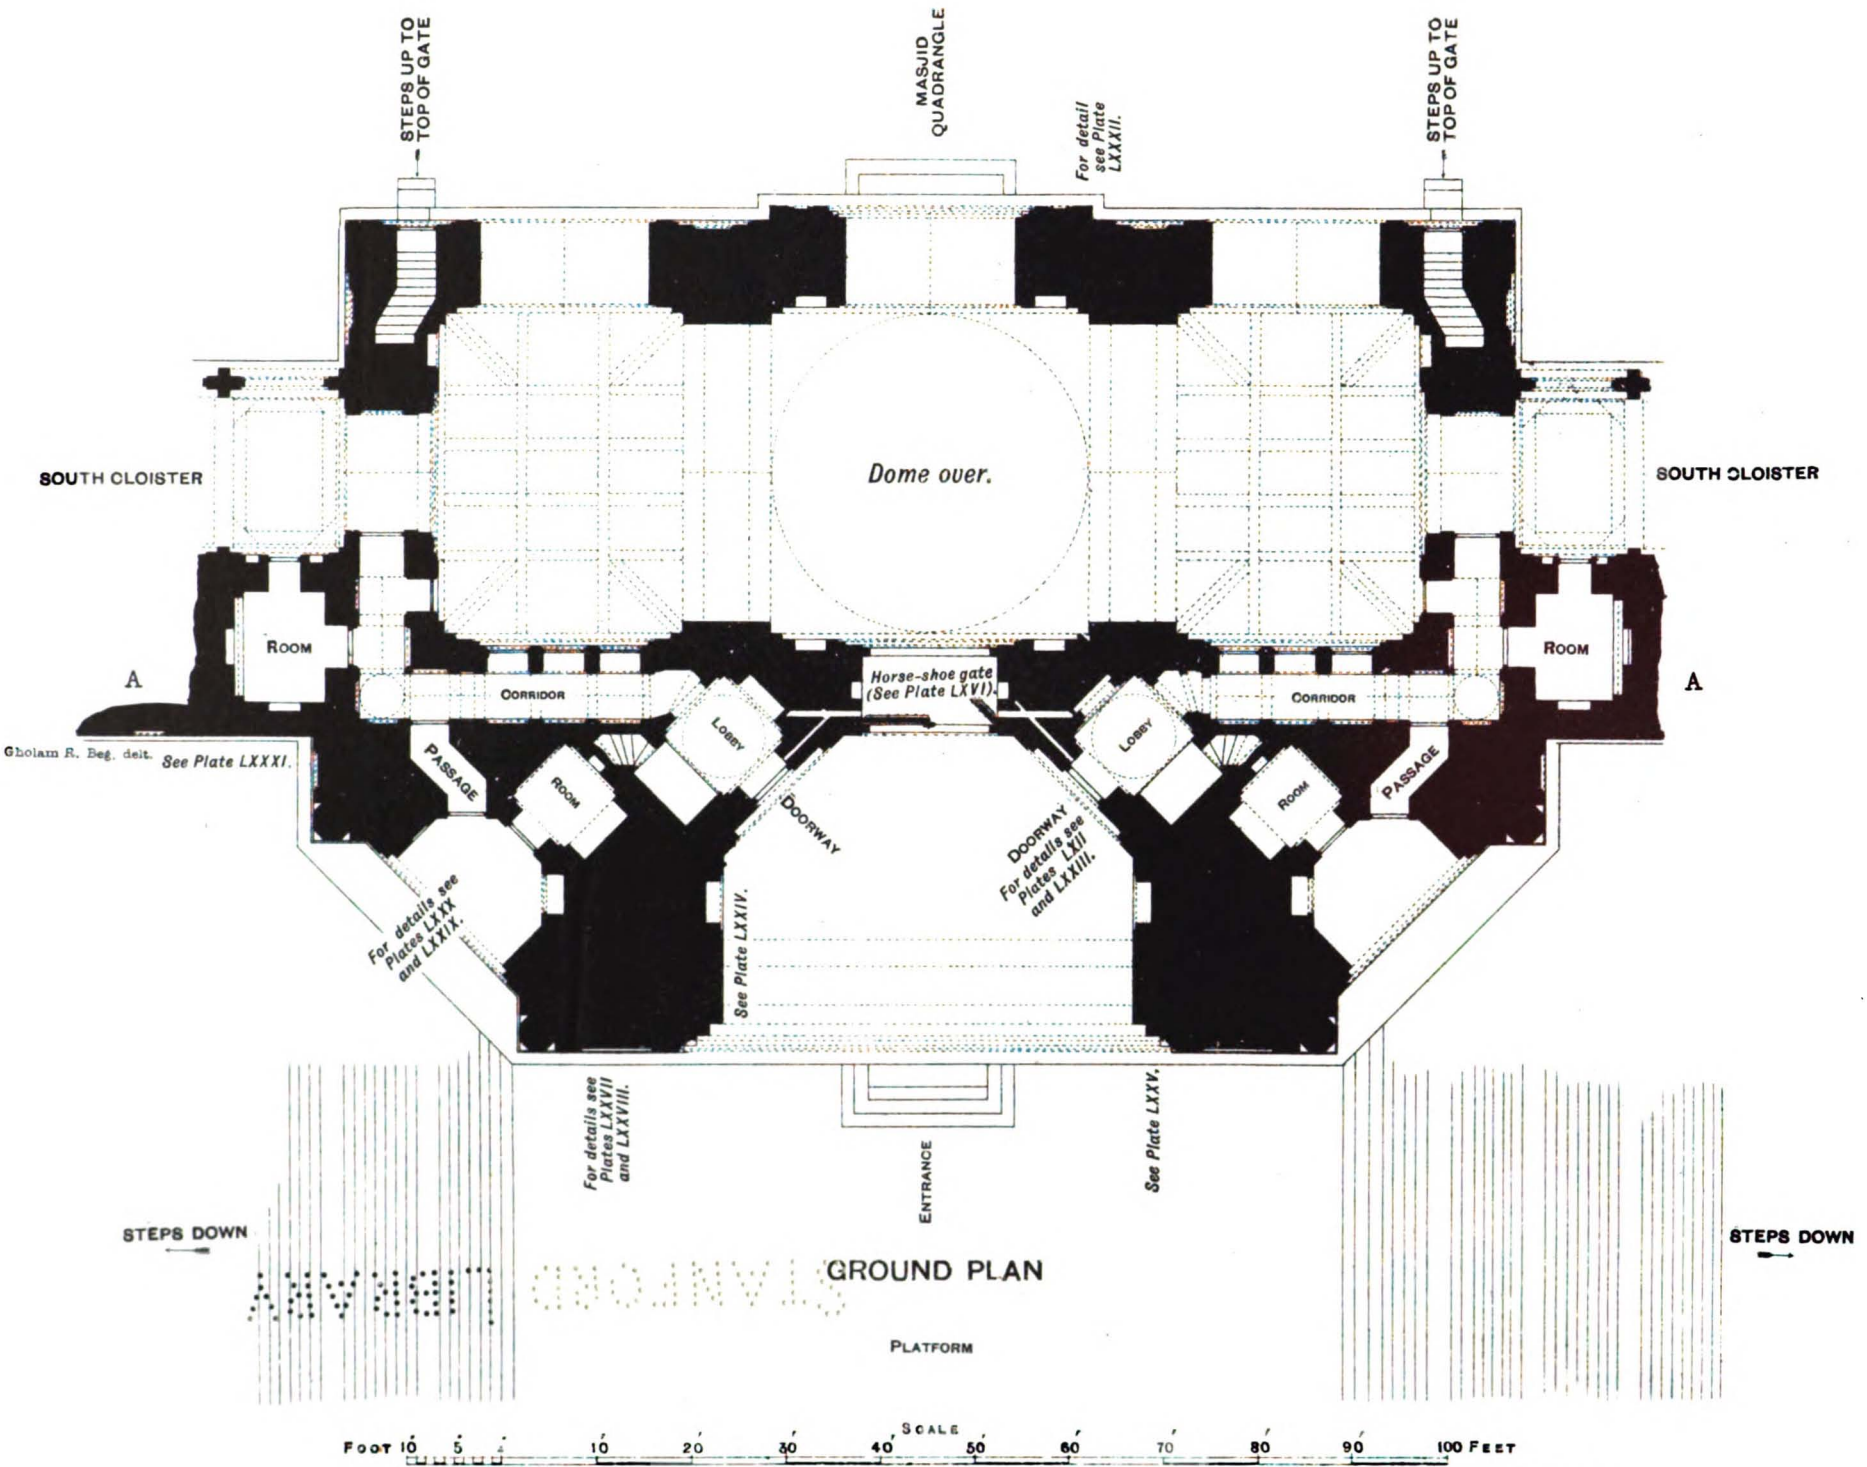 STEPS UP TO
TOP OF GATE
MASJID
QUADRANGLE
For detail
see Plate
LXXXII.
STEPS UP TO
TOP OF GATE
Dome over.
SOUTH CLOISTER
SOUTH CLOISTER
ROOM
ROOM
A
A
Horse-shoe gate
(See Plate LXVI).
CORRIDOR
CORRIDOR
LOBBY
LOBBY
Gholam R. Beg, delt.
See Plate LXXXI.
PASSAGE
PASSAGE
ROOM
ROOM
DOORWAY
DOORWAY
For details see
Plates LXII
and LXXIII.
For details see
Plates LXXX
and LXXIX.
See Plate LXXIV.
For details see
Plates LXXVII
and LXXVIII.
See Plate LXXV.
ENTRANCE
STEPS DOWN
STEPS DOWN
STANFORD LIBRARY
GROUND PLAN
PLATFORM
SCALE
FOOT 10' 5' 10' 20' 30' 40' 50' 60' 70' 80' 90' 100 FEET